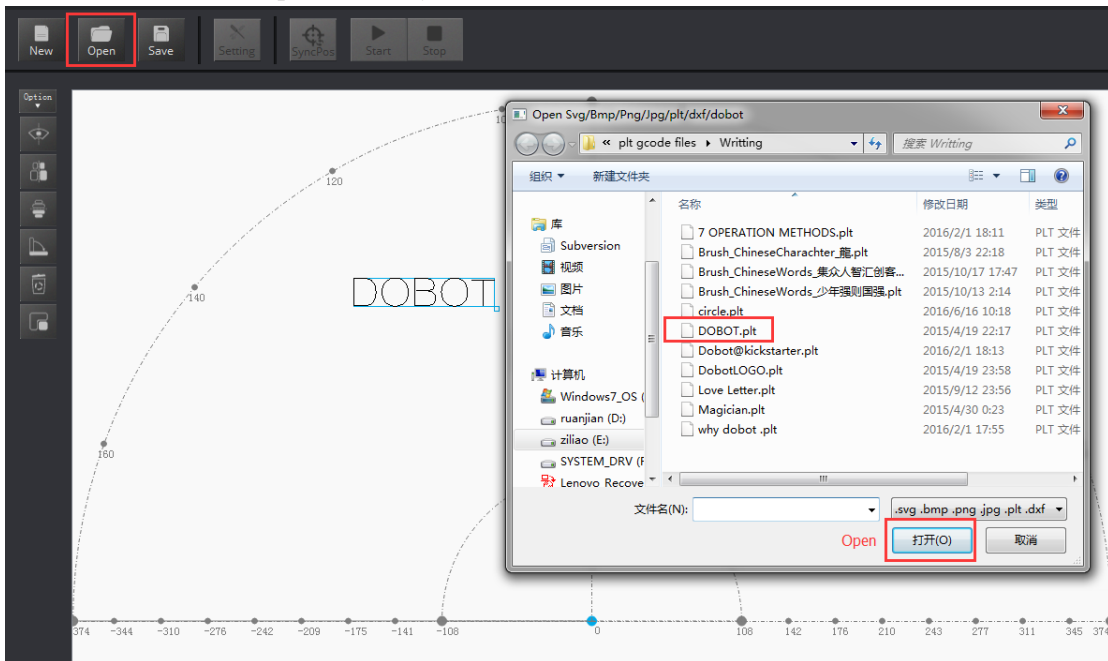 New Open Save Setting SyncPos Start Stop
Option
Open Svg/Bmp/Png/Jpg/plt/dxf/dobot
« plt gcode files Writting
搜索 Writting
组织 新建文件夹
名称 修改日期 类型
库
Subversion
视频
图片
文档
音乐
计算机
Windows7_OS (
ruanjian (D:)
ziliao (E:)
SYSTEM_DRV (F
Lenovo Recove
7 OPERATION METHODS.plt 2016/2/1 18:11 PLT 文件
Brush_ChineseCharachter_龍.plt 2015/8/3 22:18 PLT 文件
Brush_ChineseWords_集众人智汇创客... 2015/10/17 17:47 PLT 文件
Brush_ChineseWords_少年强则国强.plt 2015/10/13 2:14 PLT 文件
circle.plt 2016/6/16 10:18 PLT 文件
DOBOT.plt 2015/4/19 22:17 PLT 文件
Dobot@kickstarter.plt 2016/2/1 18:13 PLT 文件
DobotLOGO.plt 2015/4/19 23:58 PLT 文件
Love Letter.plt 2015/9/12 23:56 PLT 文件
Magician.plt 2015/4/30 0:23 PLT 文件
why dobot .plt 2016/2/1 17:55 PLT 文件
文件名(N): .svg .bmp .png .jpg .plt .dxf
Open 打开(O) 取消
120
140
DOBOT
160
374 -344 -310 -276 -242 -209 -175 -141 -108 0 108 142 176 210 243 277 311 345 374